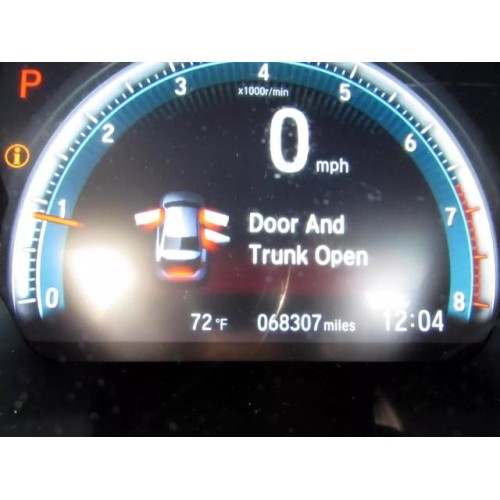 P
4
3
5
x1000r/min
2
6
0 mph
i
1
7
Door And
Trunk Open
0
8
72 °F 068307 miles 12:04